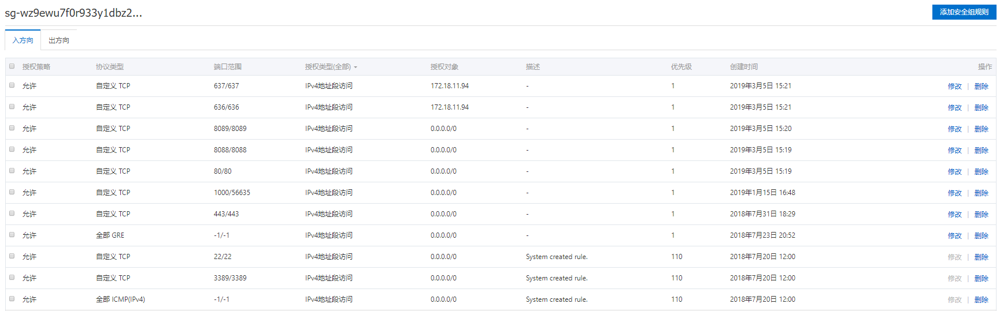 sg-wz9ewu7f0r933y1dbz2...
添加安全组规则
入方向 出方向
授权策略 协议类型 端口范围 授权类型(全部) 授权对象 描述 优先级 创建时间 操作
允许 自定义 TCP 637/637 IPv4地址段访问 172.18.11.94 - 1 2019年3月5日 15:21 修改 | 删除
允许 自定义 TCP 636/636 IPv4地址段访问 172.18.11.94 - 1 2019年3月5日 15:21 修改 | 删除
允许 自定义 TCP 8089/8089 IPv4地址段访问 0.0.0.0/0 - 1 2019年3月5日 15:20 修改 | 删除
允许 自定义 TCP 8088/8088 IPv4地址段访问 0.0.0.0/0 - 1 2019年3月5日 15:19 修改 | 删除
允许 自定义 TCP 80/80 IPv4地址段访问 0.0.0.0/0 - 1 2019年3月5日 15:19 修改 | 删除
允许 自定义 TCP 1000/56635 IPv4地址段访问 0.0.0.0/0 - 1 2019年1月15日 16:48 修改 | 删除
允许 自定义 TCP 443/443 IPv4地址段访问 0.0.0.0/0 - 1 2018年7月31日 18:29 修改 | 删除
允许 全部 GRE -1/-1 IPv4地址段访问 0.0.0.0/0 - 1 2018年7月23日 20:52 修改 | 删除
允许 自定义 TCP 22/22 IPv4地址段访问 0.0.0.0/0 System created rule. 110 2018年7月20日 12:00 修改 | 删除
允许 自定义 TCP 3389/3389 IPv4地址段访问 0.0.0.0/0 System created rule. 110 2018年7月20日 12:00 修改 | 删除
允许 全部 ICMP(IPv4) -1/-1 IPv4地址段访问 0.0.0.0/0 System created rule. 110 2018年7月20日 12:00 修改 | 删除